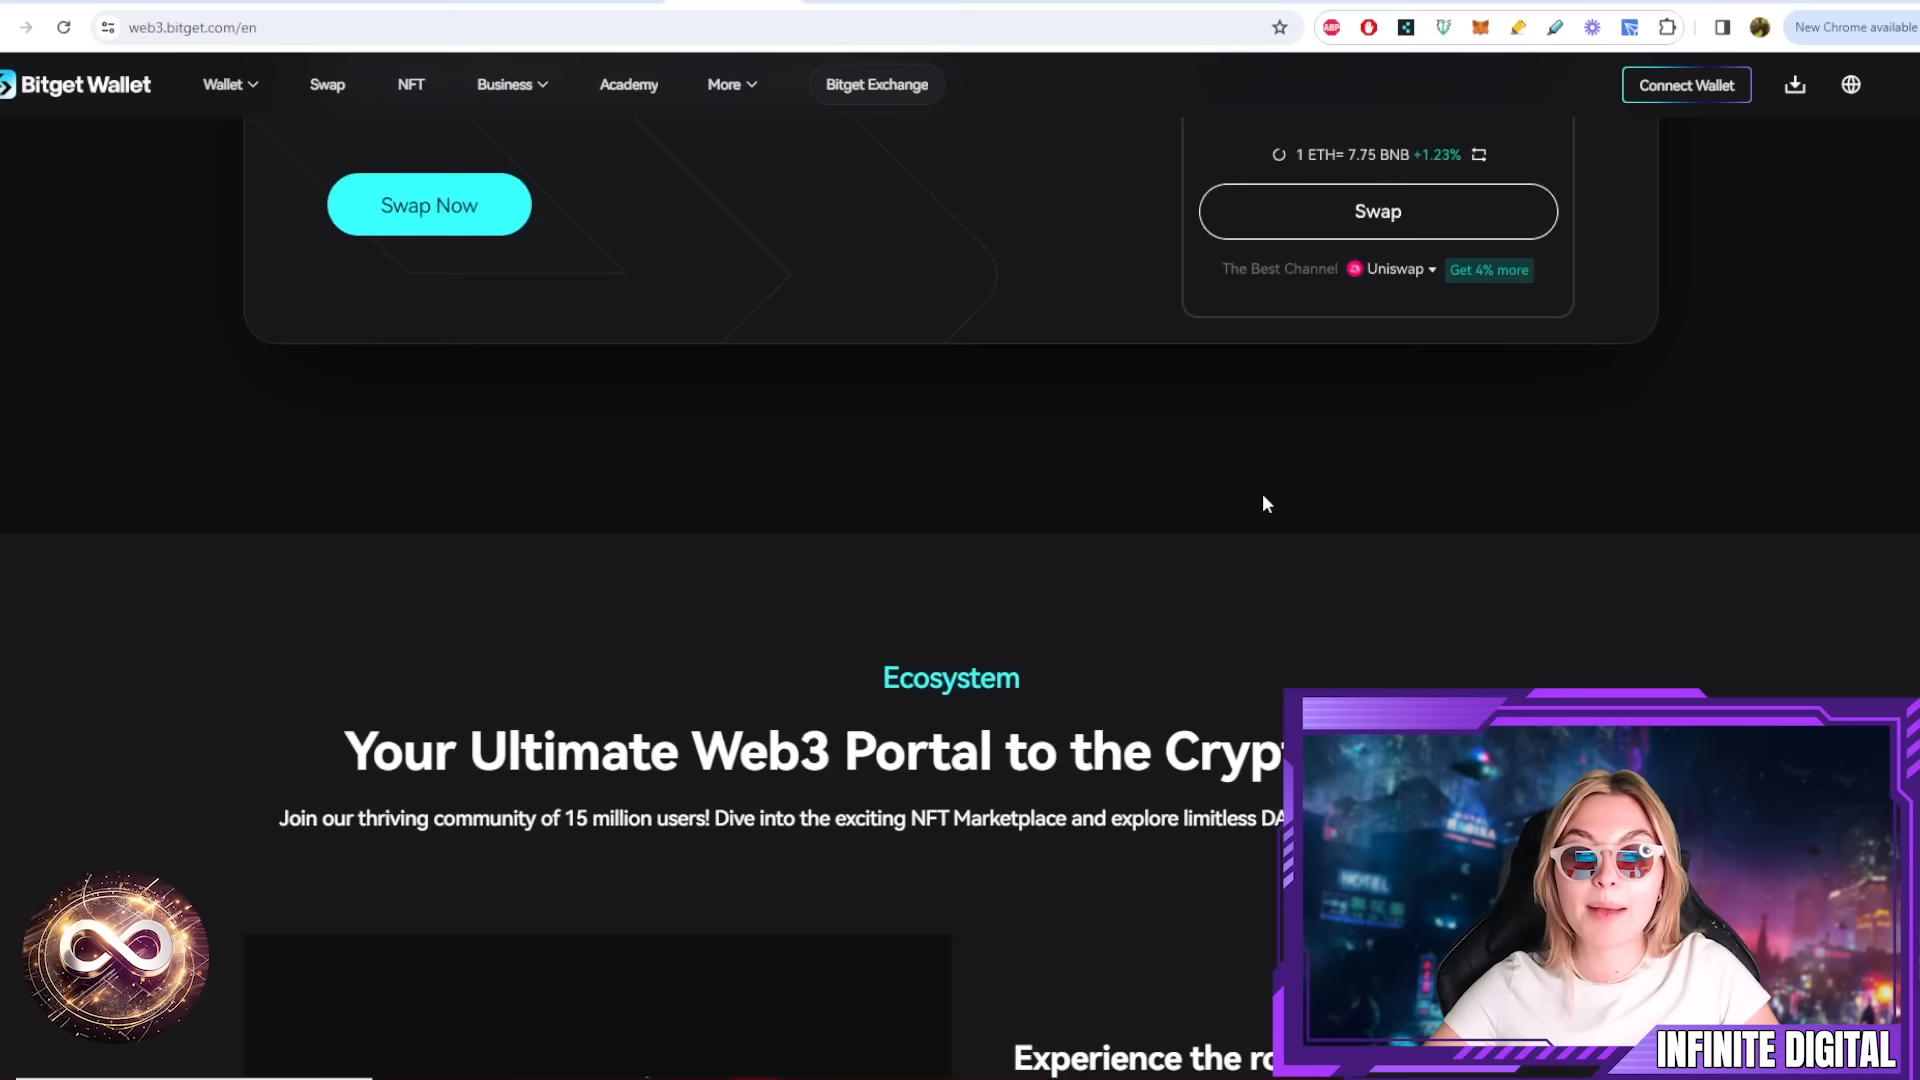 web3.bitget.com/en
ABP
New Chrome available
Bitget Wallet
Wallet
Swap
NFT
Business
Academy
More
Bitget Exchange
Connect Wallet
1 ETH= 7.75 BNB +1.23%
Swap Now
Swap
The Best Channel Uniswap Get 4% more
Ecosystem
Your Ultimate Web3 Portal to the Cryp
Join our thriving community of 15 million users! Dive into the exciting NFT Marketplace and explore limitless DA
HOTEL
Experience the ro
INFINITE DIGITAL